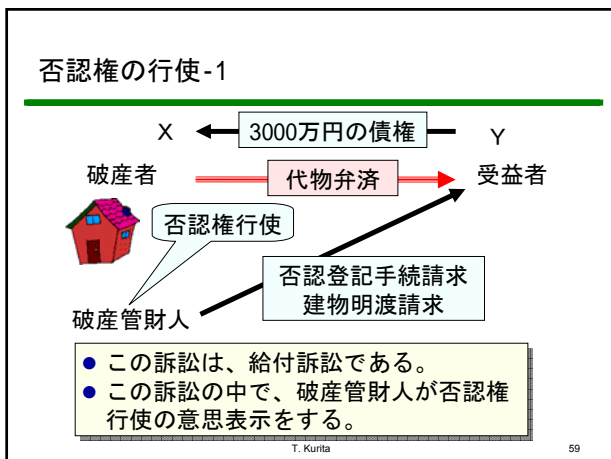 否認権の行使-1
X
3000万円の債権
Y
破産者
代物弁済
受益者
否認権行使
否認登記手続請求
建物明渡請求
破産管財人
● この訴訟は、給付訴訟である。
● この訴訟の中で、破産管財人が否認権
行使の意思表示をする。
T. Kurita
59